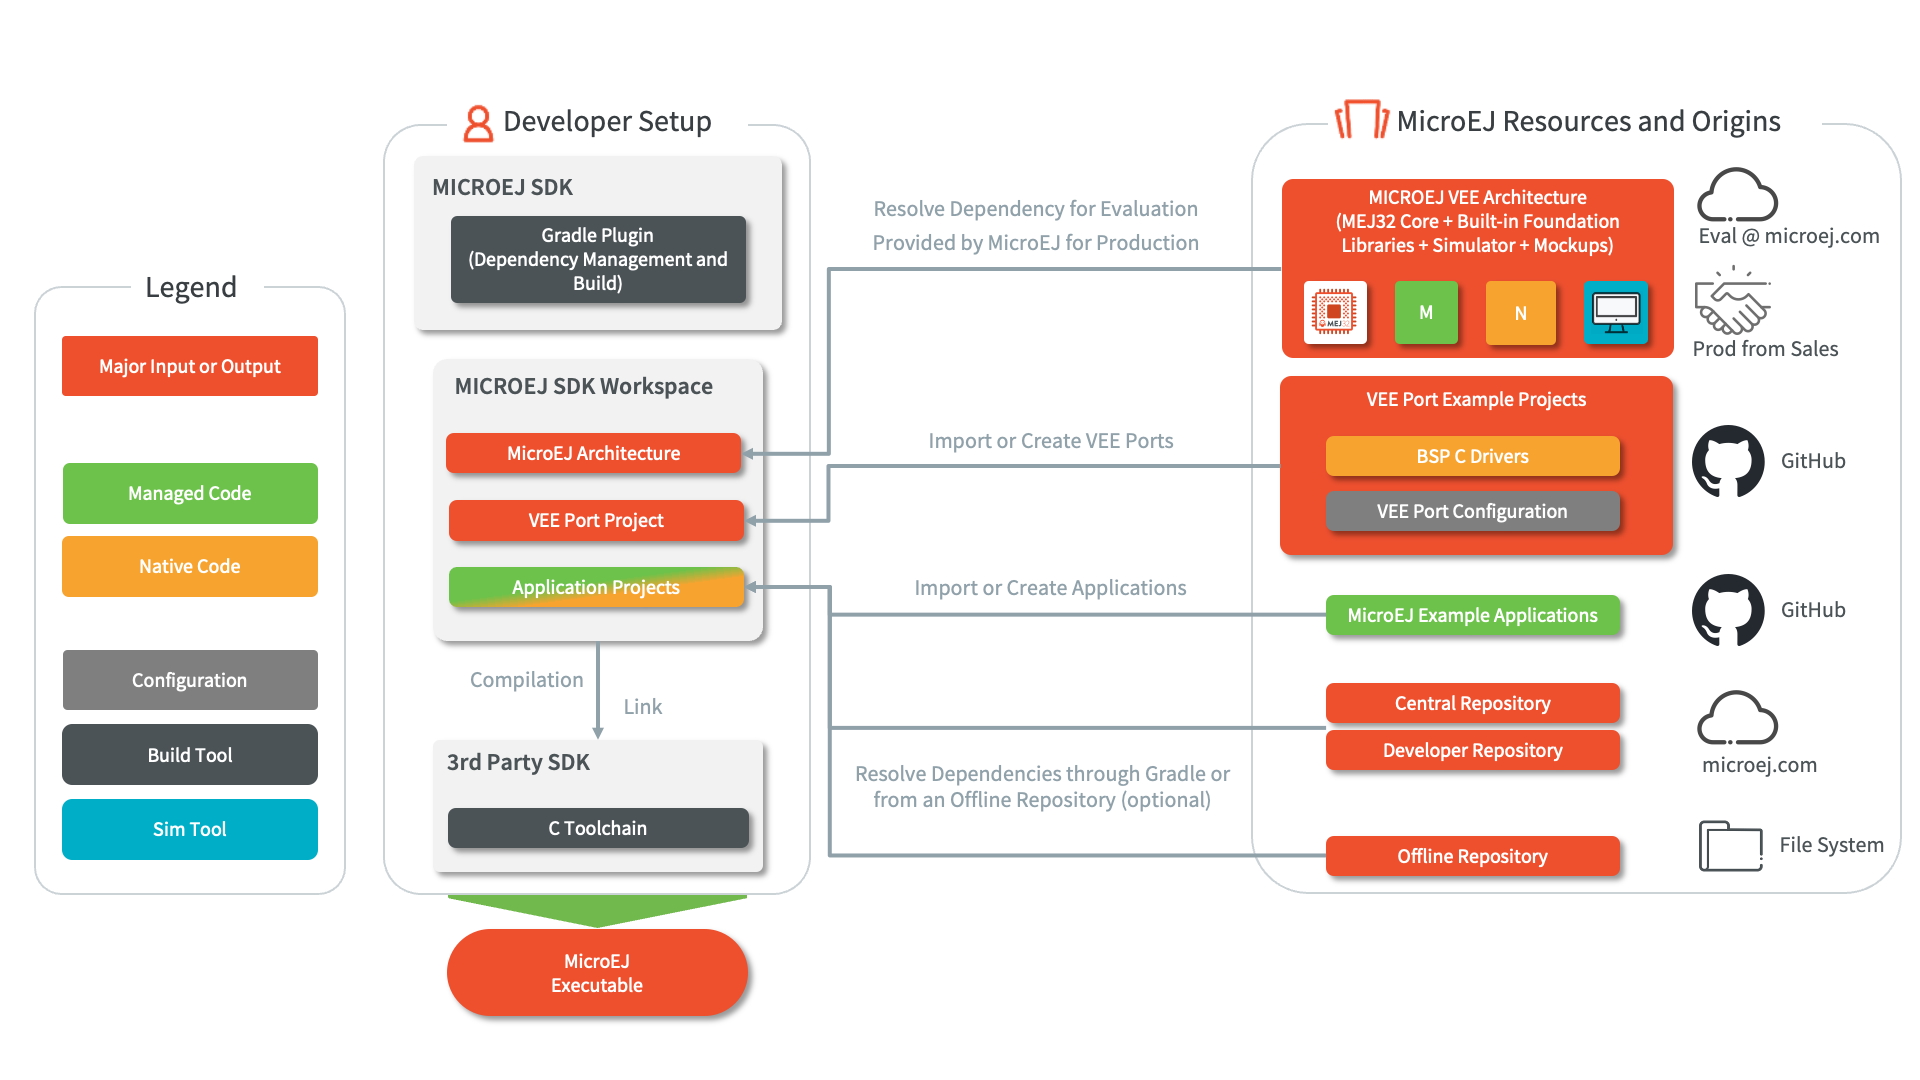 Legend
Major Input or Output
Managed Code
Native Code
Configuration
Build Tool
Sim Tool
Developer Setup
MICROEJ SDK
Gradle Plugin
(Dependency Management and
Build)
MICROEJ SDK Workspace
MicroEJ Architecture
VEE Port Project
Application Projects
Compilation
Link
3rd Party SDK
C Toolchain
MicroEJ
Executable
Resolve Dependency for Evaluation
Provided by MicroEJ for Production
Import or Create VEE Ports
Import or Create Applications
Resolve Dependencies through Gradle or
from an Offline Repository (optional)
MicroEJ Resources and Origins
MICROEJ VEE Architecture
(MEJ32 Core + Built-in Foundation
Libraries + Simulator + Mockups)
M
N
Eval @ microej.com
Prod from Sales
VEE Port Example Projects
BSP C Drivers
VEE Port Configuration
GitHub
MicroEJ Example Applications
GitHub
Central Repository
Developer Repository
microej.com
Offline Repository
File System